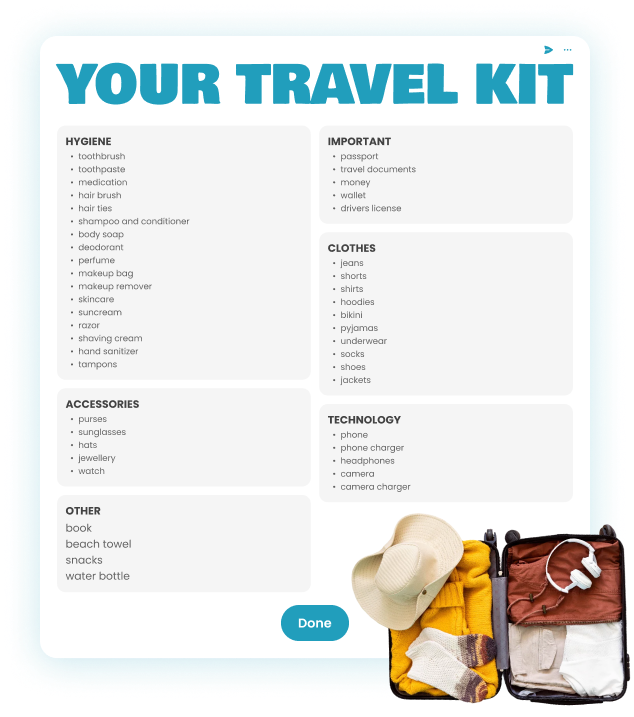 YOUR TRAVEL KIT
HYGIENE
• toothbrush
• toothpaste
• medication
• hair brush
• hair ties
• shampoo and conditioner
• body soap
• deodorant
• perfume
• makeup bag
• makeup remover
• skincare
• suncream
• razor
• shaving cream
• hand sanitizer
• tampons
ACCESSORIES
• purses
• sunglasses
• hats
• jewellery
• watch
OTHER
book
beach towel
snacks
water bottle
IMPORTANT
• passport
• travel documents
• money
• wallet
• drivers license
CLOTHES
• jeans
• shorts
• shirts
• hoodies
• bikini
• pyjamas
• underwear
• socks
• shoes
• jackets
TECHNOLOGY
• phone
• phone charger
• headphones
• camera
• camera charger
Done